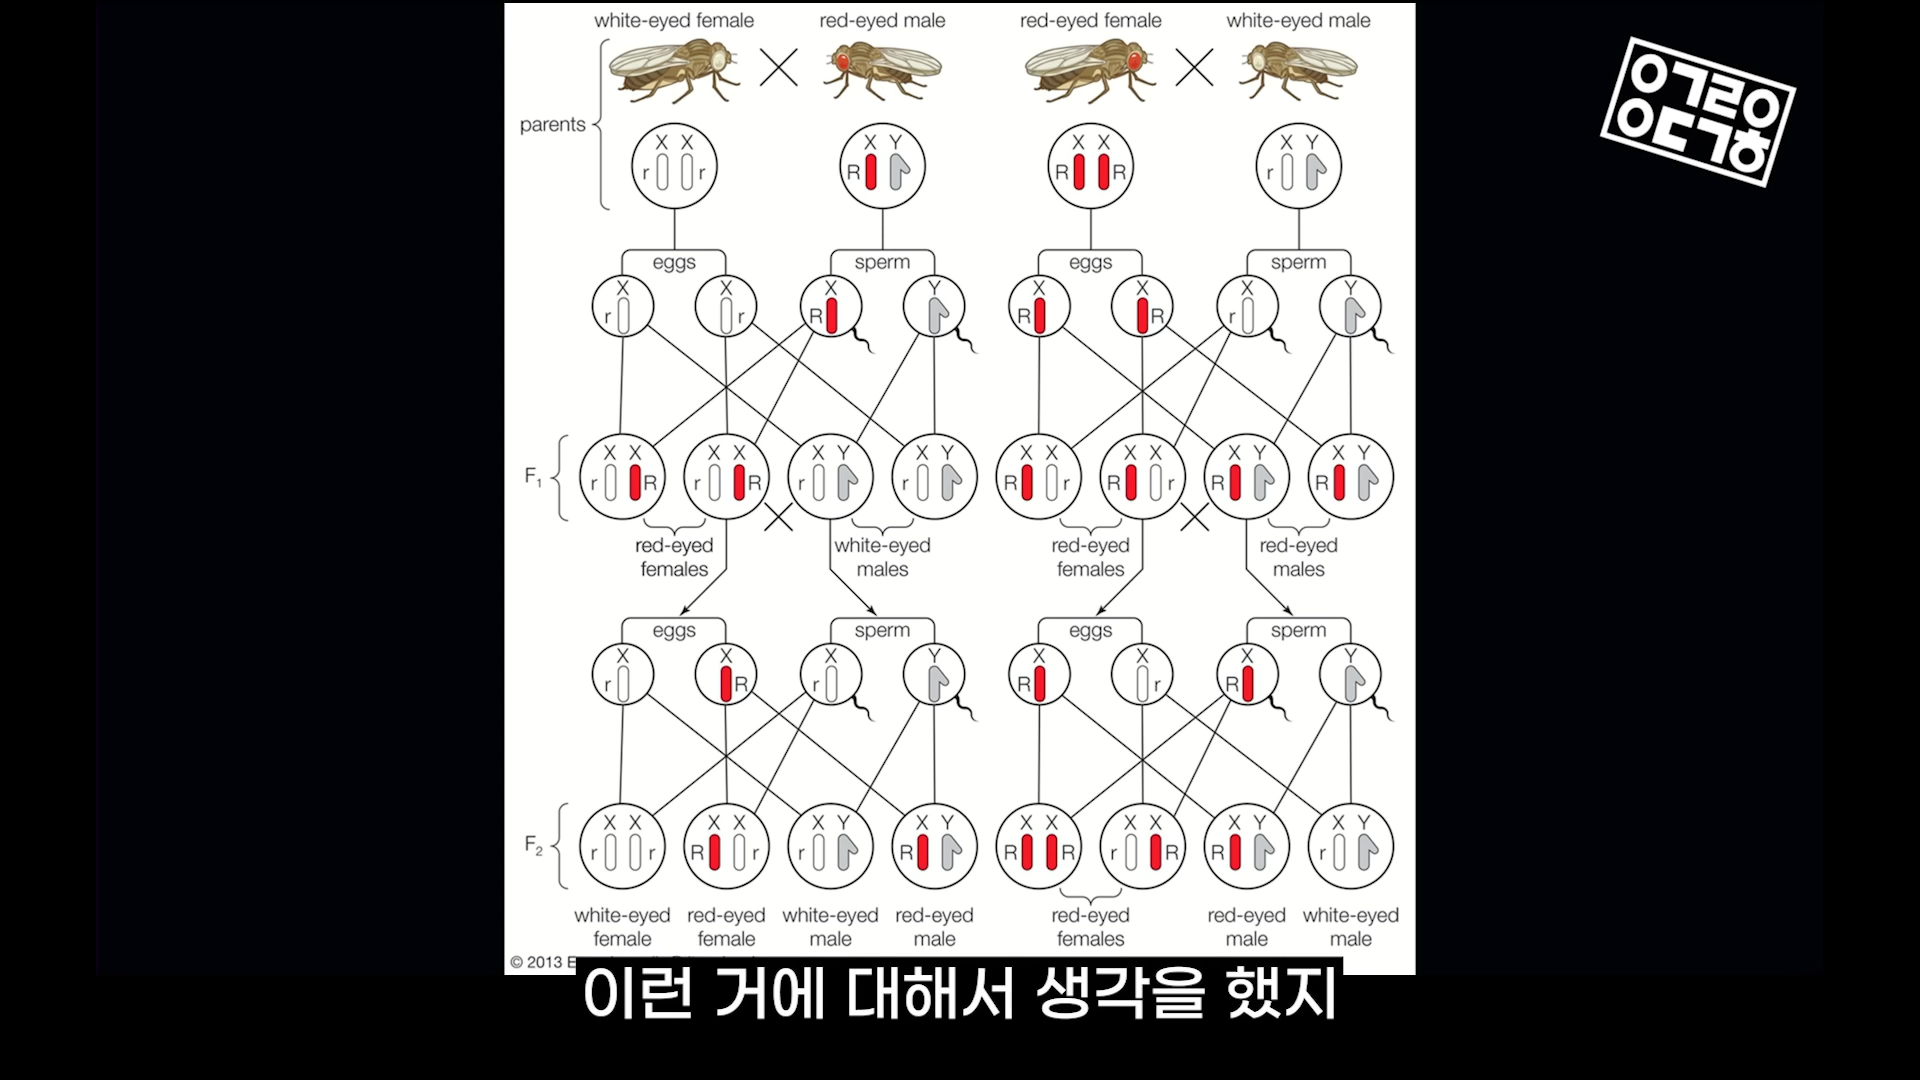 white-eyed female red-eyed male red-eyed female white-eyed male
ㅇㄱㄹㅇ
ㅇㄷㄱㅎ
parents
X X X Y X X X Y
r r R R R r
eggs sperm eggs sperm
X X X Y X X X Y
r r R R R r
F1
X X X X X Y X Y X X X X X Y X Y
r R r R r r R r R r R R
red-eyed females white-eyed males red-eyed females red-eyed males
eggs sperm eggs sperm
X X X Y X X X Y
r R r R r R
F2
X X X X X Y X Y X X X X X Y X Y
r r R r r R R R r R R r
white-eyed female red-eyed female white-eyed male red-eyed male red-eyed females red-eyed male white-eyed male
© 2013
이런 거에 대해서 생각을 했지